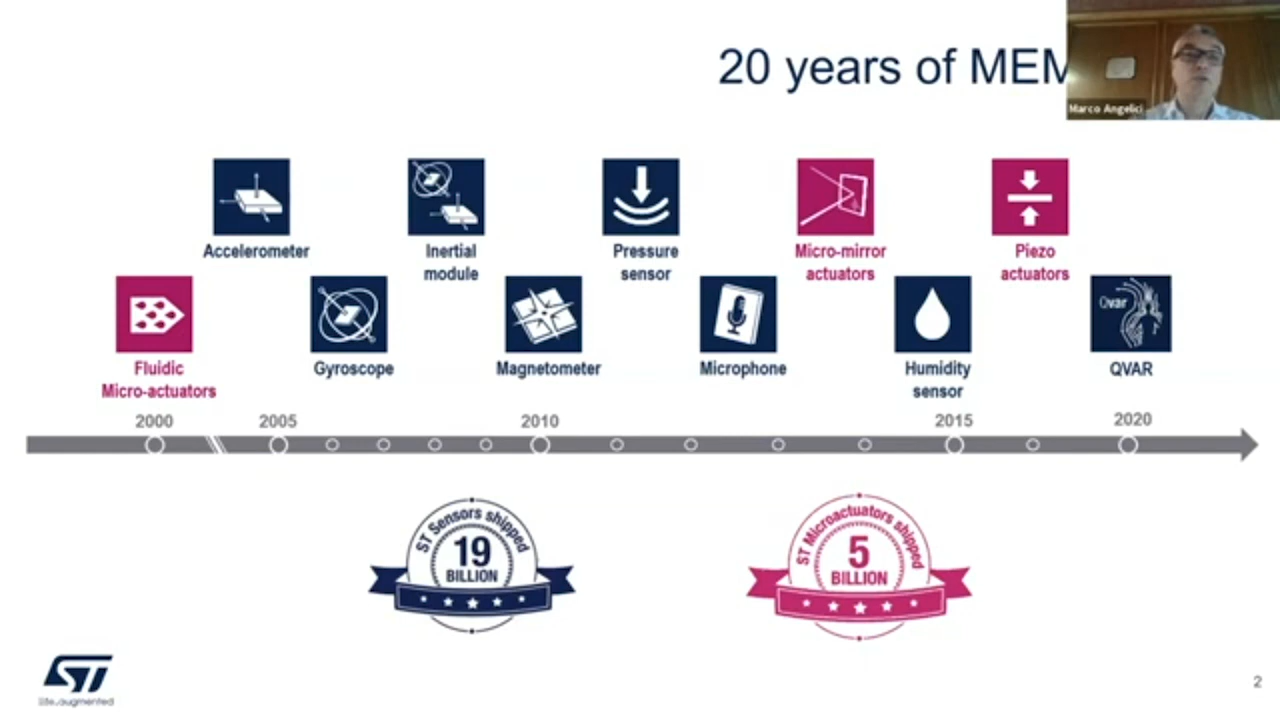 20 years of MEM
Marco Angelici
Accelerometer
Inertial
module
Pressure
sensor
Micro-mirror
actuators
Piezo
actuators
Fluidic
Micro-actuators
Gyroscope
Magnetometer
Microphone
Humidity
sensor
Qvar
QVAR
2000
2005
2010
2015
2020
ST Sensors shipped
19
BILLION
ST Microactuators shipped
5
BILLION
ST
life.augmented
2